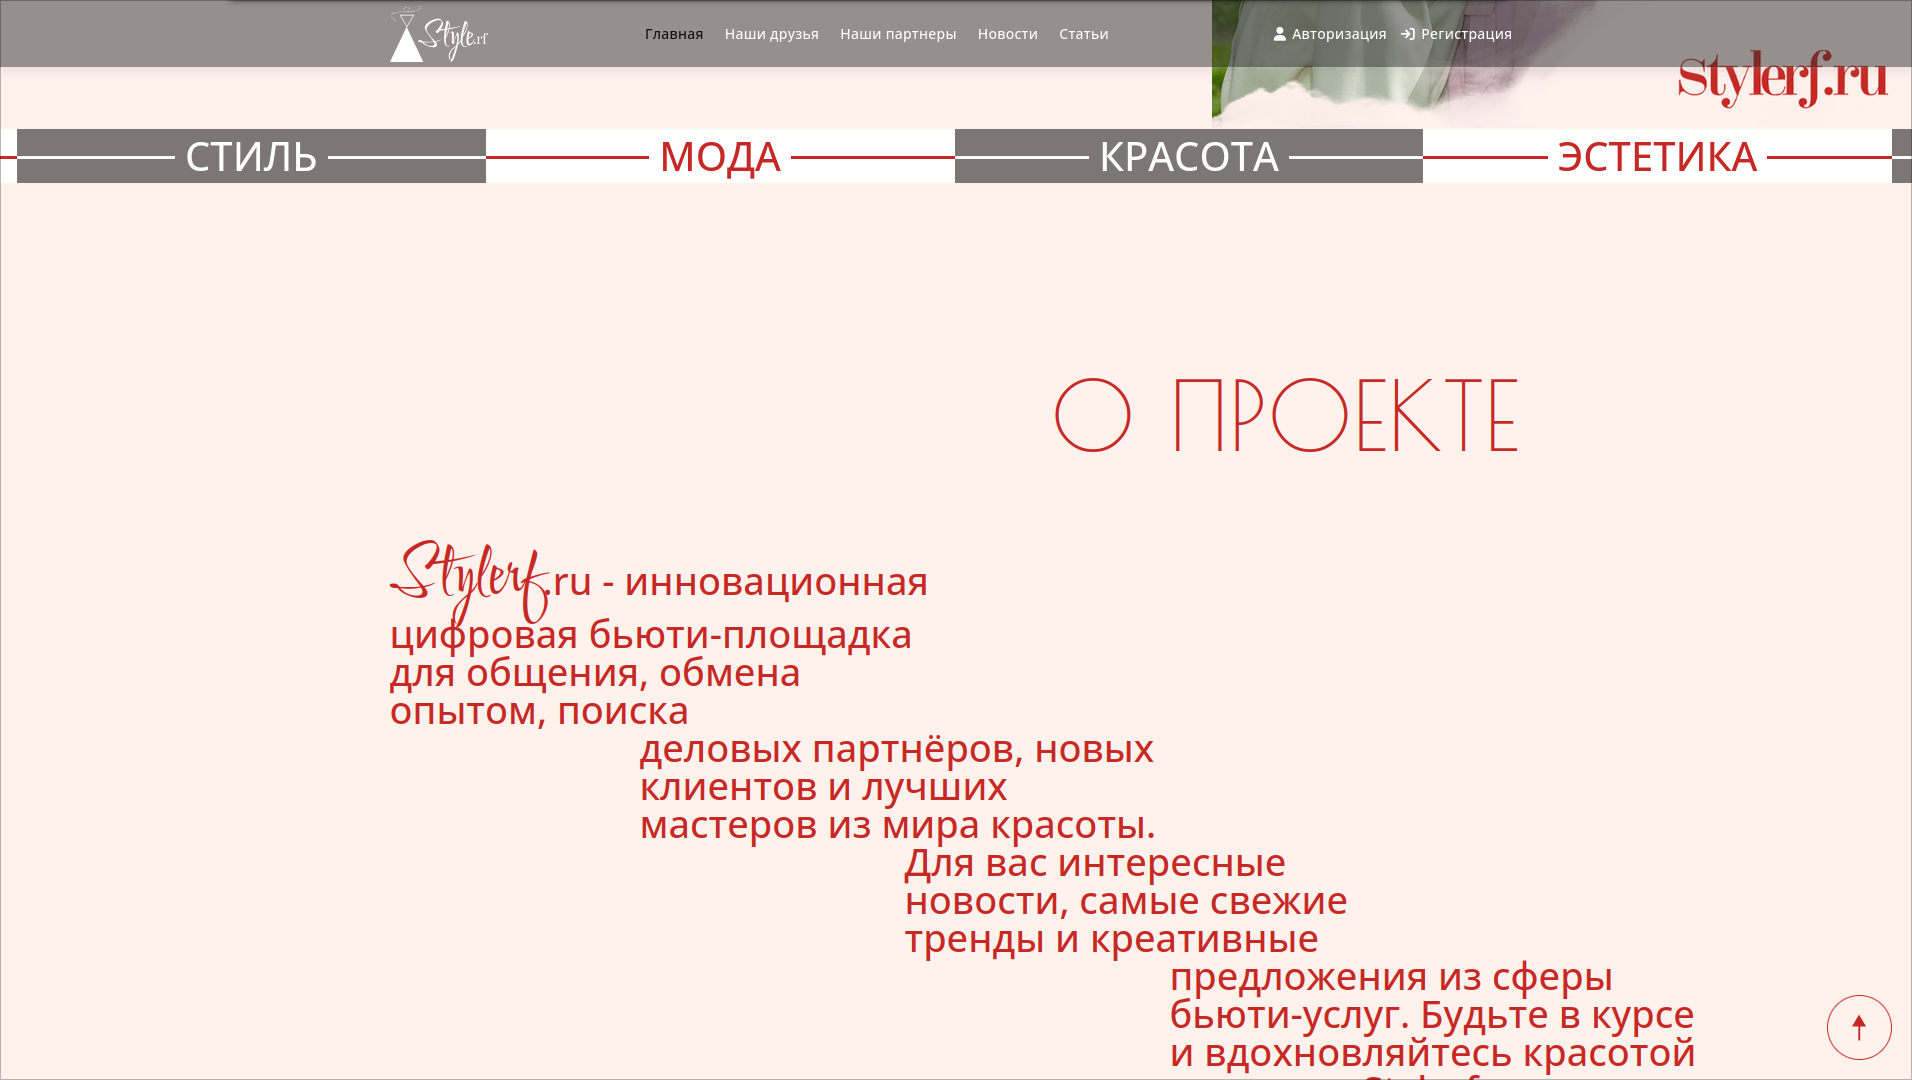 Style.rf
Главная Наши друзья Наши партнеры Новости Статьи
Авторизация Регистрация
Stylerf.ru
СТИЛЬ МОДА КРАСОТА ЭСТЕТИКА
О ПРОЕКТЕ
Stylerf.ru - инновационная
цифровая бьюти-площадка
для общения, обмена
опытом, поиска
деловых партнёров, новых
клиентов и лучших
мастеров из мира красоты.
Для вас интересные
новости, самые свежие
тренды и креативные
предложения из сферы
бьюти-услуг. Будьте в курсе
и вдохновляйтесь красотой